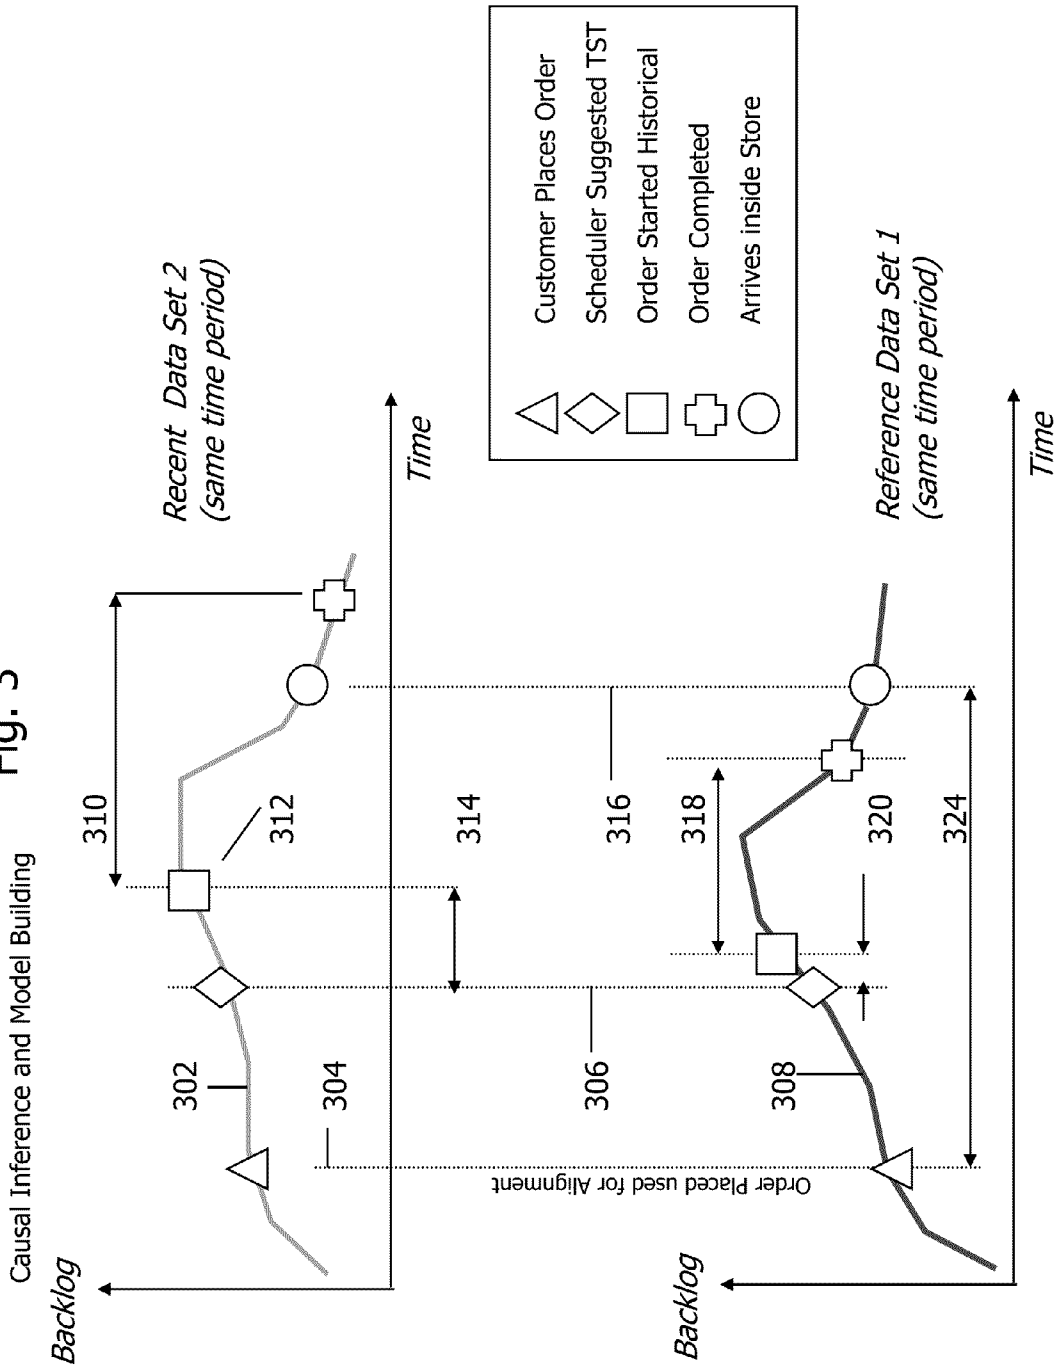 Fig. 3
Causal Inference and Model Building
Backlog
302
304
310
312
Recent Data Set 2
(same time period)
Time
314
306
316
Customer Places Order
Scheduler Suggested TST
Order Started Historical
Order Completed
Arrives inside Store
Order Placed used for Alignment
Backlog
308
318
320
324
Reference Data Set 1
(same time period)
Time